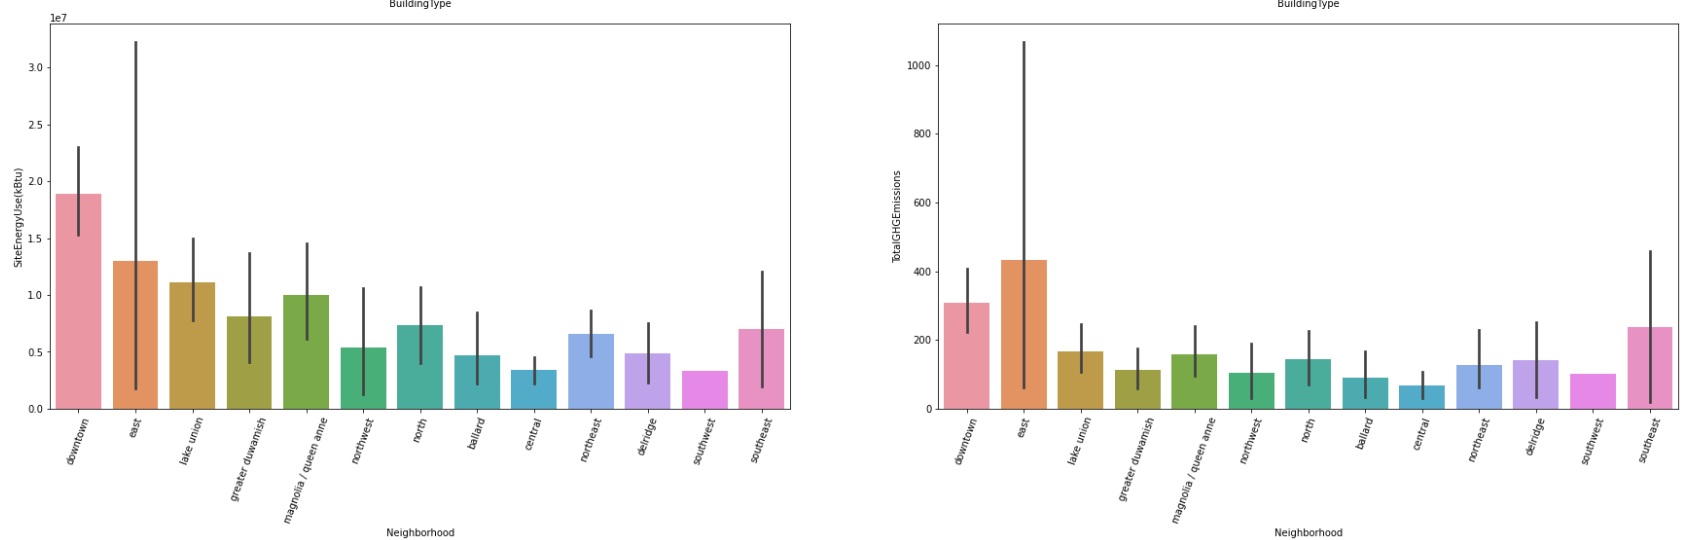 BuildingType
1e7
SiteEnergyUse(kBtu)
3.0
2.5
2.0
1.5
1.0
0.5
0.0
downtown
east
lake union
greater duwamish
magnolia / queen anne
northwest
north
ballard
central
northeast
delridge
southwest
southeast
Neighborhood
BuildingType
TotalGHGEmissions
1000
800
600
400
200
0
downtown
east
lake union
greater duwamish
magnolia / queen anne
northwest
north
ballard
central
northeast
delridge
southwest
southeast
Neighborhood